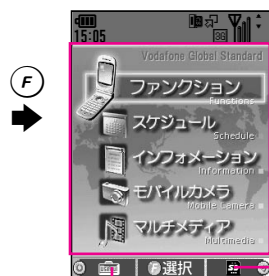 15:05
3G
F
Vodafone Global Standard
ファンクション
Functions
スケジュール
Schedule
インフォメーション
Information
モバイルカメラ
Mobile Camera
マルチメディア
Multimedia
F選択